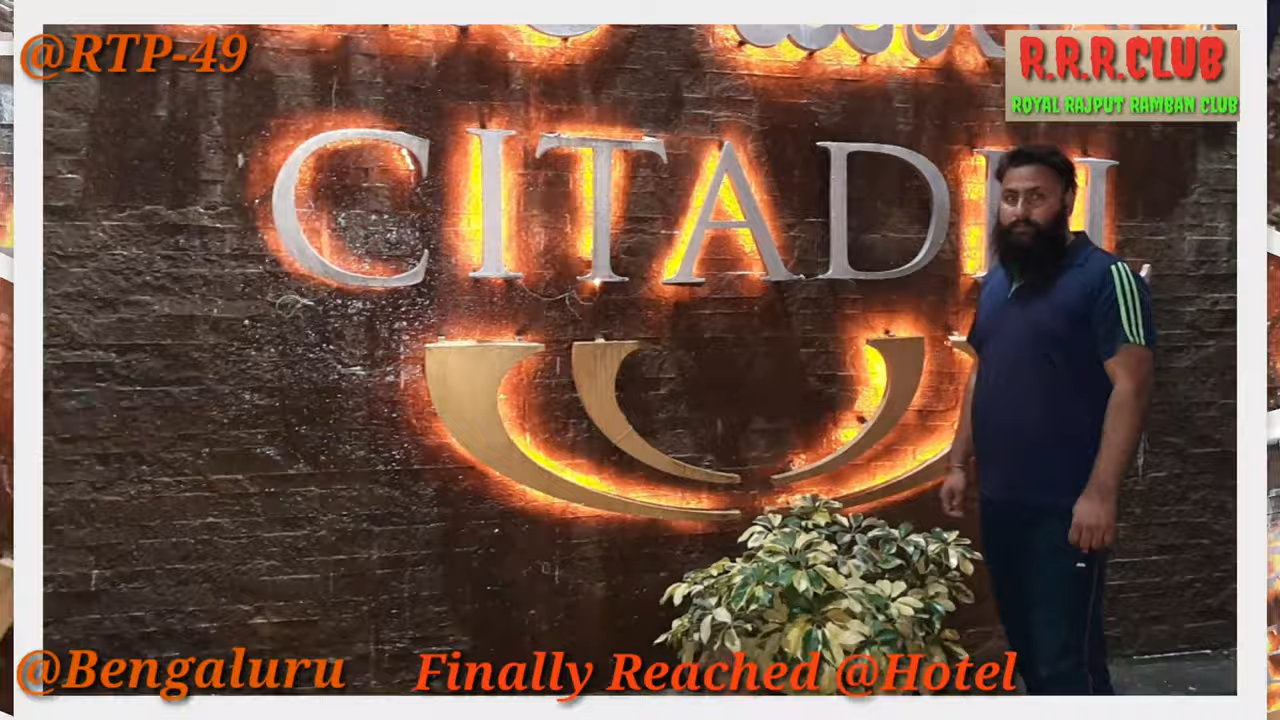 @RTP-49
R.R.R.CLUB
ROYAL RAJPUT RAMBAN CLUB
CITAD
@Bengaluru
Finally Reached @Hotel